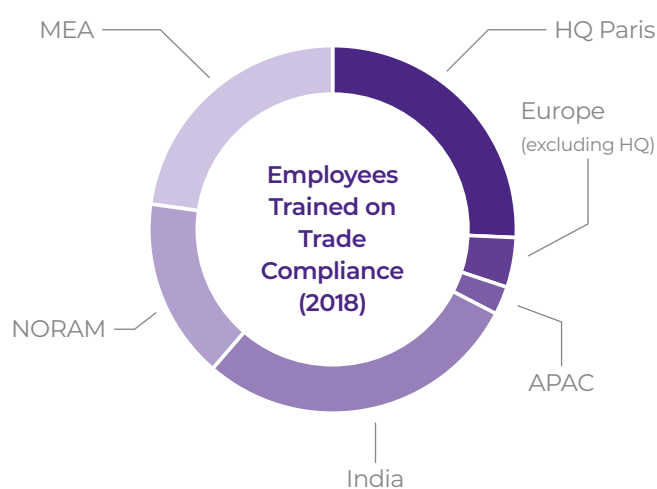 MEA
HQ Paris
Europe
(excluding HQ)
Employees
Trained on
Trade
Compliance
(2018)
NORAM
APAC
India